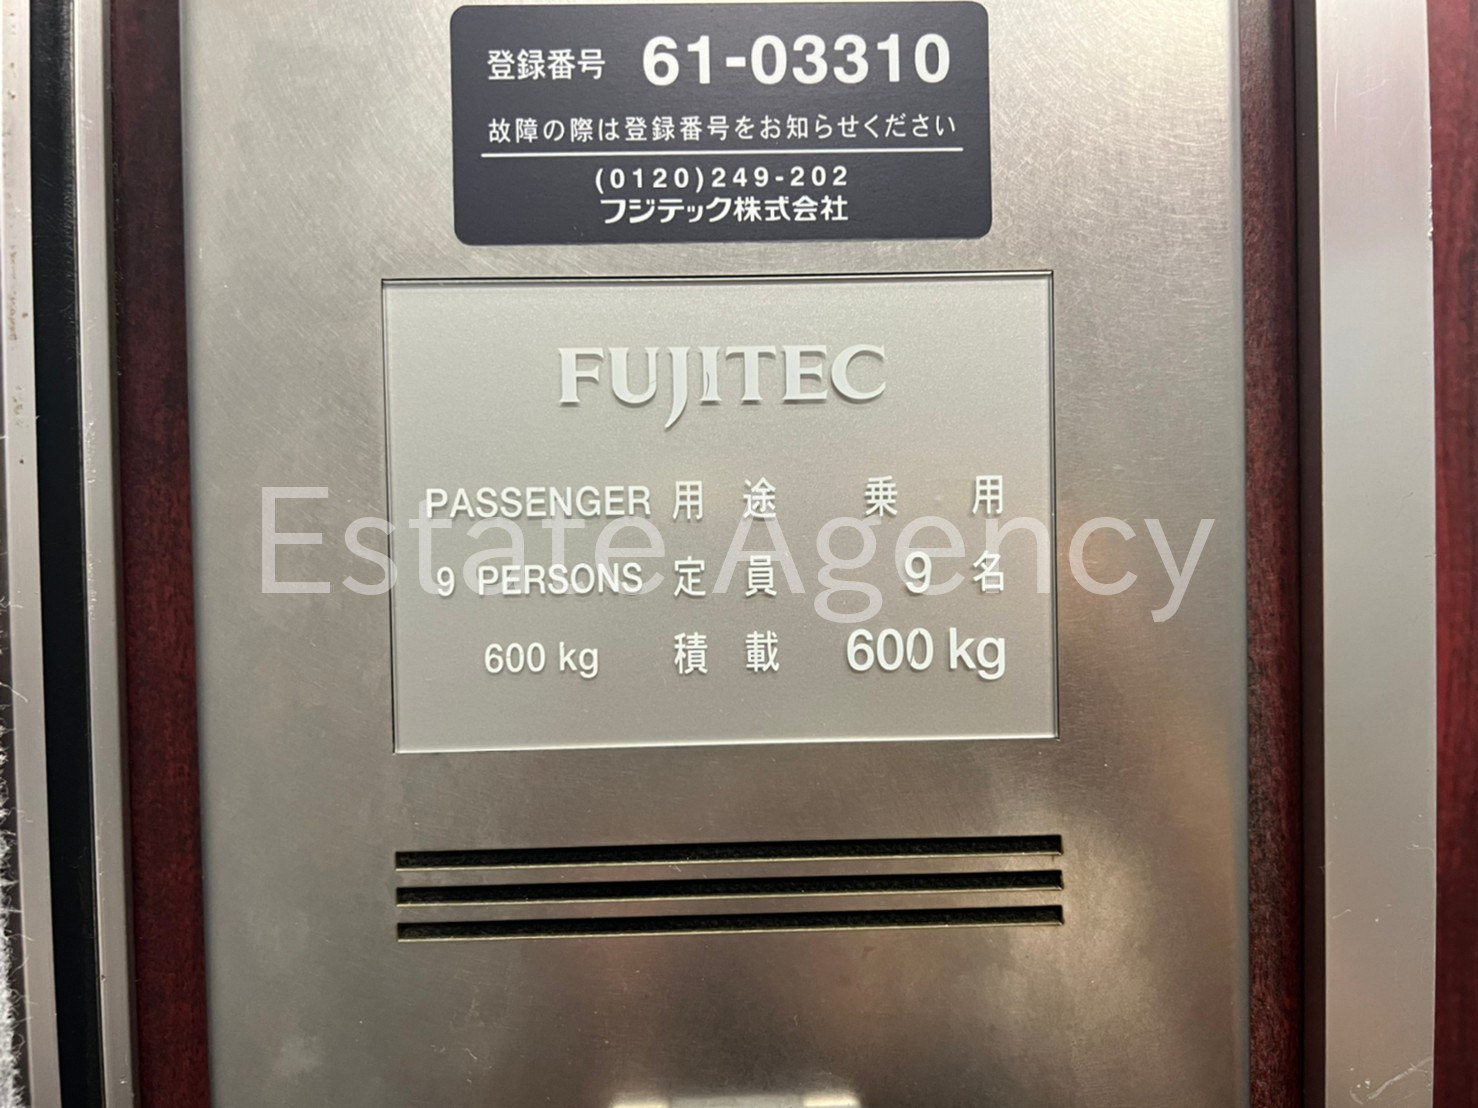 登録番号 61-03310
故障の際は登録番号をお知らせください
(0120)249-202
フジテック株式会社
FUJITEC
PASSENGER 用途 乗用
9 PERSONS 定員 9名
600 kg 積載 600 kg
Estate Agency